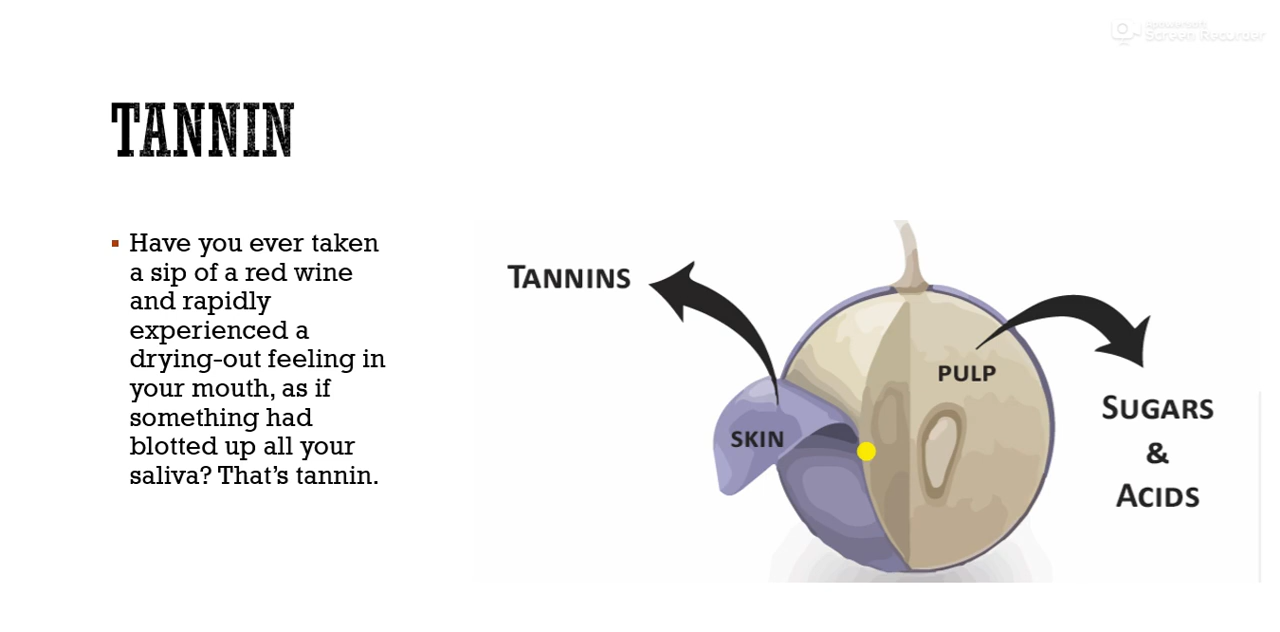 Apowersoft
Screen Recorder
TANNIN
▪ Have you ever taken
a sip of a red wine
and rapidly
experienced a
drying-out feeling in
your mouth, as if
something had
blotted up all your
saliva? That’s tannin.
TANNINS
SKIN
PULP
SUGARS
&
ACIDS